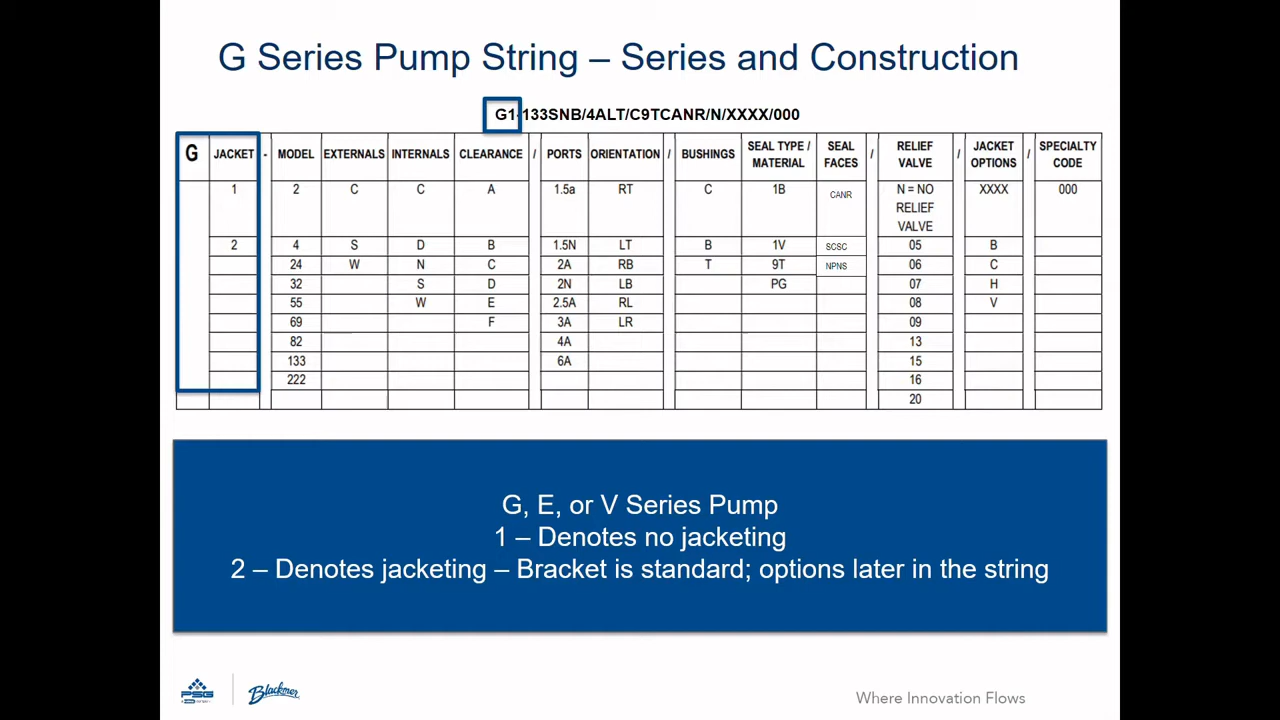 G Series Pump String – Series and Construction
G1-133SNB/4ALT/C9TCANR/N/XXXX/000
G JACKET - MODEL EXTERNALS INTERNALS CLEARANCE / PORTS ORIENTATION / BUSHINGS SEAL TYPE / MATERIAL SEAL FACES / RELIEF VALVE / JACKET OPTIONS / SPECIALTY CODE
1 2 C C A 1.5a RT C 1B CANR N = NO RELIEF VALVE XXXX 000
2 4 S D B 1.5N LT B 1V SCSC 05 B
24 W N C 2A RB T 9T NPNS 06 C
32 S D 2N LB PG 07 H
55 W E 2.5A RL 08 V
69 F 3A LR 09
82 4A 13
133 6A 15
222 16
20
G, E, or V Series Pump
1 – Denotes no jacketing
2 – Denotes jacketing – Bracket is standard; options later in the string
PSG
Blackmer
Where Innovation Flows